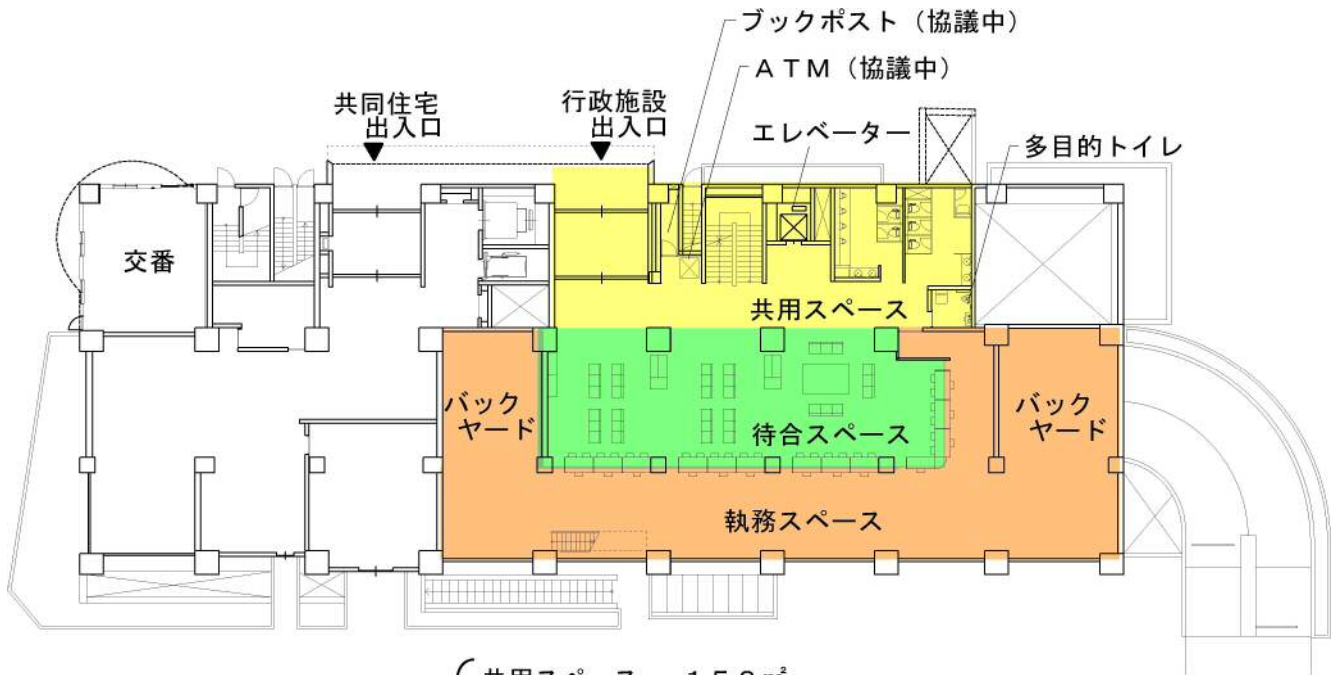 ブックポスト（協議中）
ＡＴＭ（協議中）
共同住宅
出入口
行政施設
出入口
エレベーター
多目的トイレ
交番
共用スペース
バック
ヤード
待合スペース
バック
ヤード
執務スペース